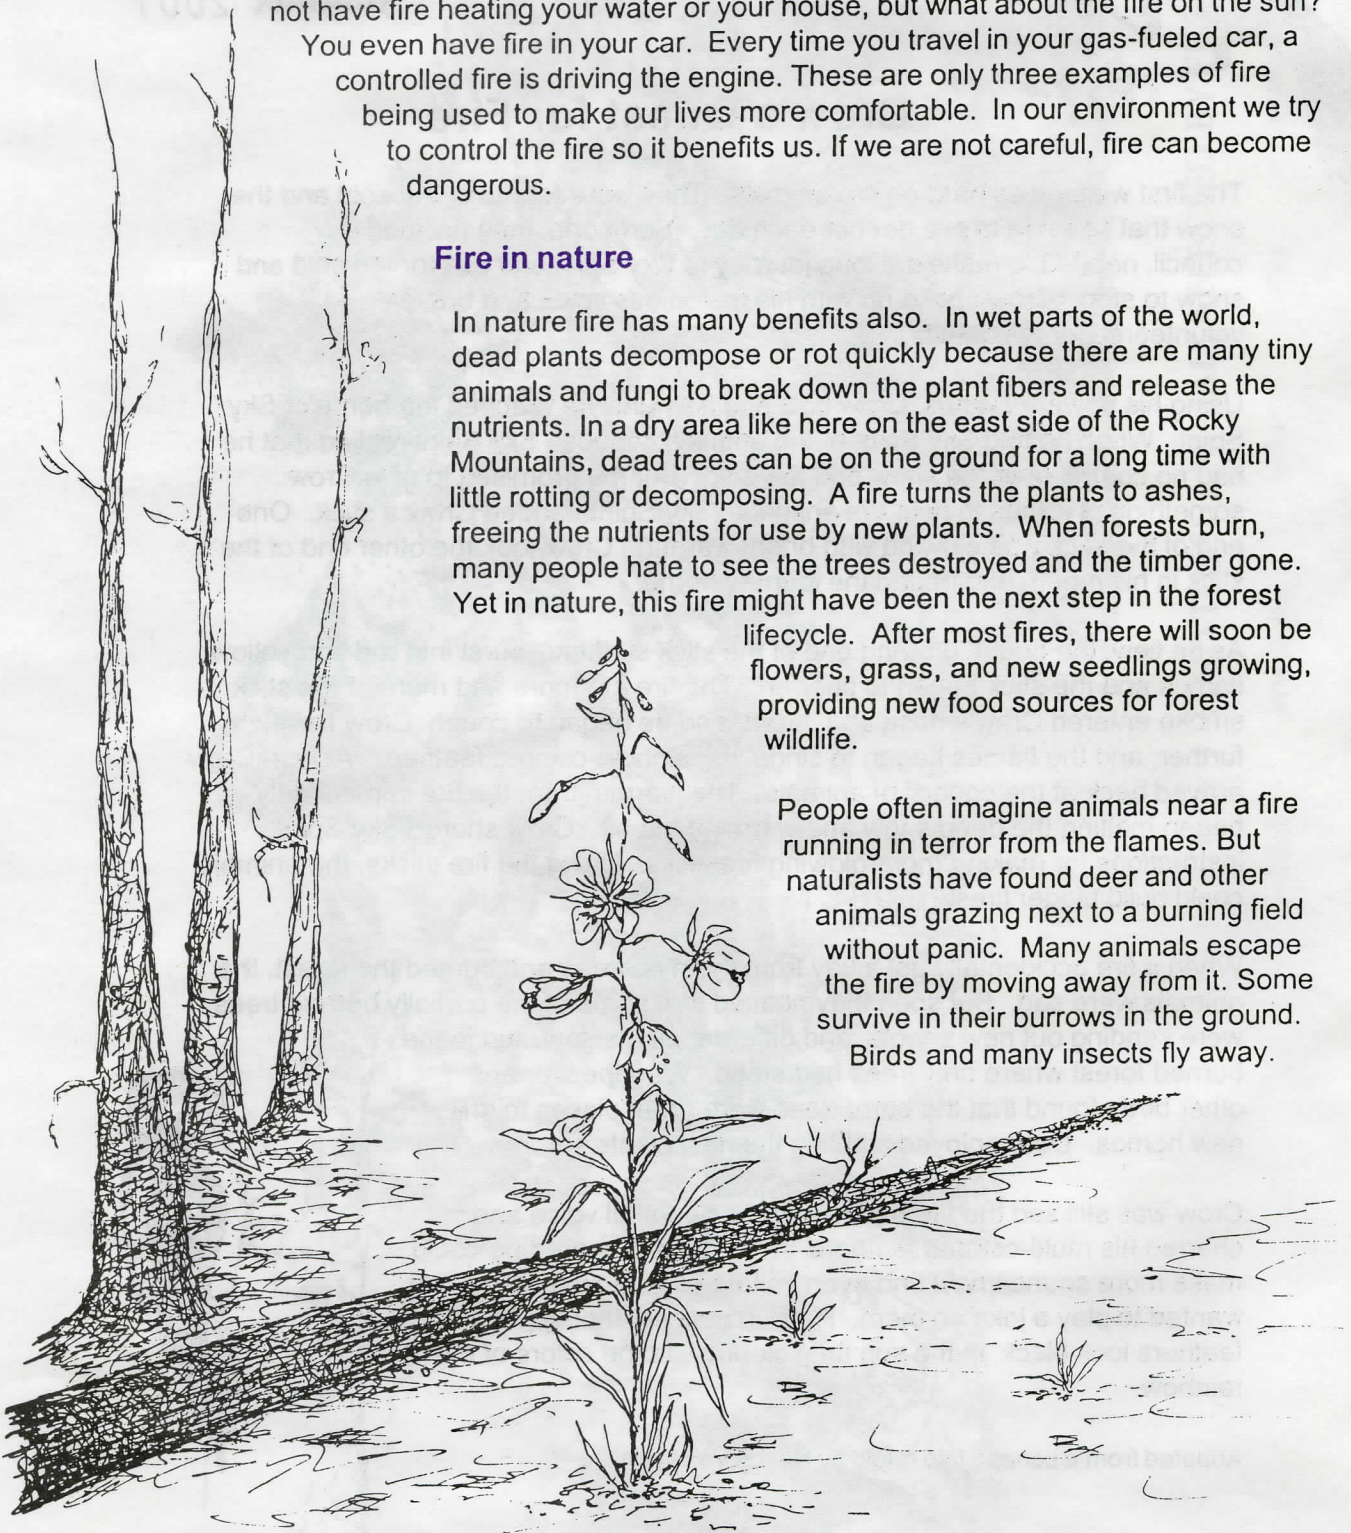 not have fire heating your water or your house, but what about the fire on the sun?
You even have fire in your car. Every time you travel in your gas-fueled car, a
controlled fire is driving the engine. These are only three examples of fire
being used to make our lives more comfortable. In our environment we try
to control the fire so it benefits us. If we are not careful, fire can become
dangerous.
Fire in nature
In nature fire has many benefits also. In wet parts of the world,
dead plants decompose or rot quickly because there are many tiny
animals and fungi to break down the plant fibers and release the
nutrients. In a dry area like here on the east side of the Rocky
Mountains, dead trees can be on the ground for a long time with
little rotting or decomposing. A fire turns the plants to ashes,
freeing the nutrients for use by new plants. When forests burn,
many people hate to see the trees destroyed and the timber gone.
Yet in nature, this fire might have been the next step in the forest
lifecycle. After most fires, there will soon be
flowers, grass, and new seedlings growing,
providing new food sources for forest
wildlife.
People often imagine animals near a fire
running in terror from the flames. But
naturalists have found deer and other
animals grazing next to a burning field
without panic. Many animals escape
the fire by moving away from it. Some
survive in their burrows in the ground.
Birds and many insects fly away.